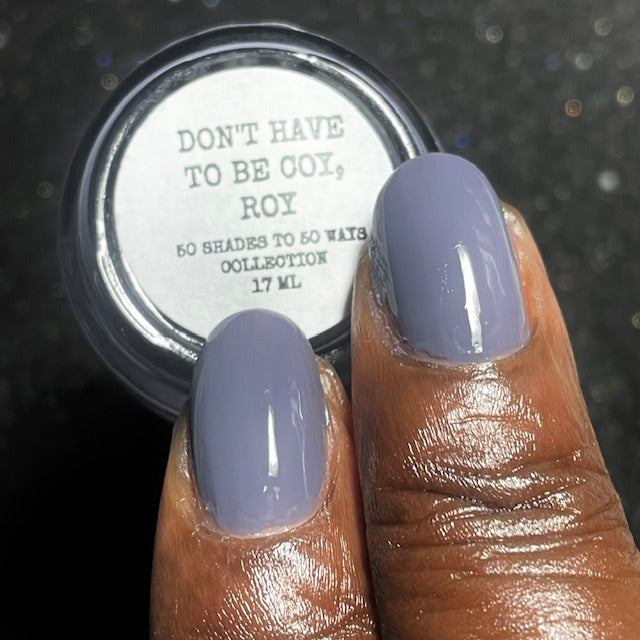 DON'T HAVE
TO BE COY,
ROY
50 SHADES TO 50 WAYS
COLLECTION
17 ML